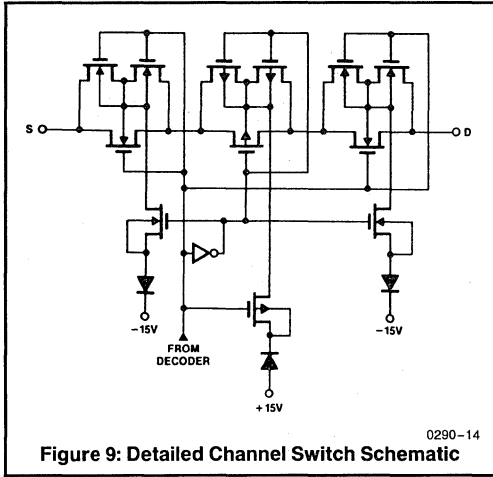 S
D
-15V
FROM
DECODER
-15V
+15V
0290-14
Figure 9: Detailed Channel Switch Schematic